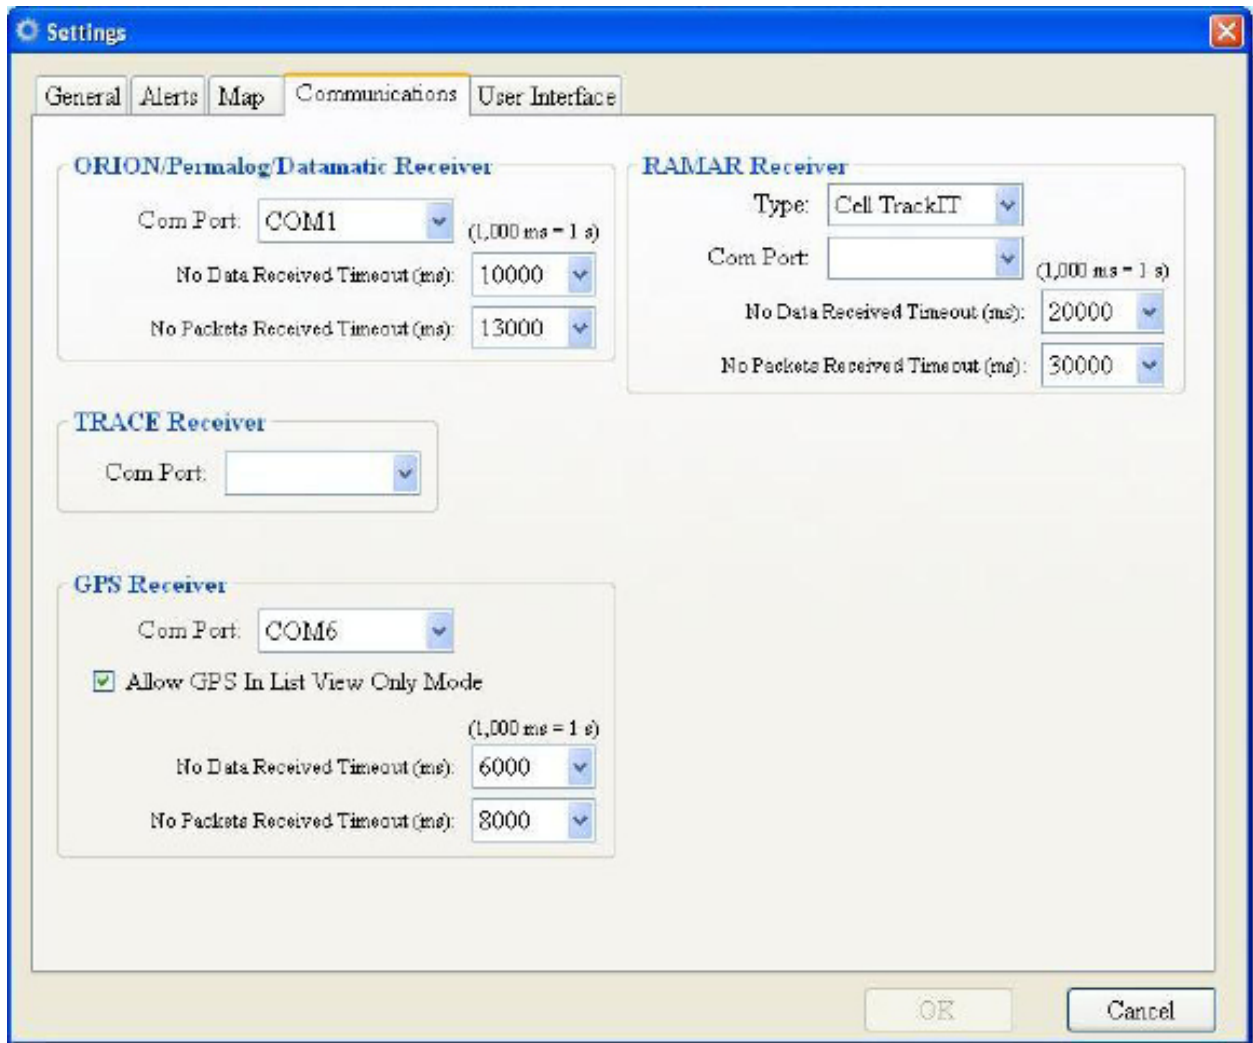 Settings
General Alerts Map Communications User Interface
ORION/Permalog/Datamatic Receiver
Com Port: COM1
(1,000 ms = 1 s)
No Data Received Timeout (ms): 10000
No Packets Received Timeout (ms): 13000
RAMAR Receiver
Type: Cell TrackIT
Com Port:
(1,000 ms = 1 s)
No Data Received Timeout (ms): 20000
No Packets Received Timeout (ms): 30000
TRACE Receiver
Com Port:
GPS Receiver
Com Port: COM6
Allow GPS In List View Only Mode
(1,000 ms = 1 s)
No Data Received Timeout (ms): 6000
No Packets Received Timeout (ms): 8000
OK Cancel